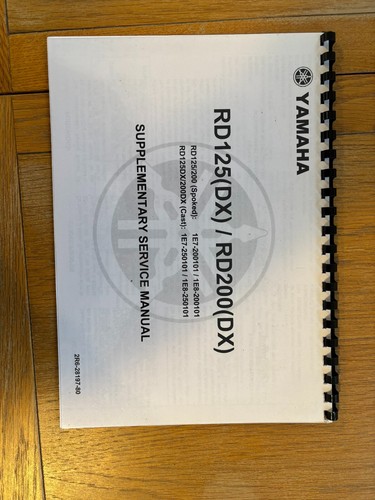 YAMAHA
RD125(DX) / RD200(DX)
RD125/200 (Spoked): 1E7-200101 / 1E8-200101
RD125DX/200DX (Cast): 1E7-250101 / 1E8-250101
SUPPLEMENTARY SERVICE MANUAL
2R6-28197-80